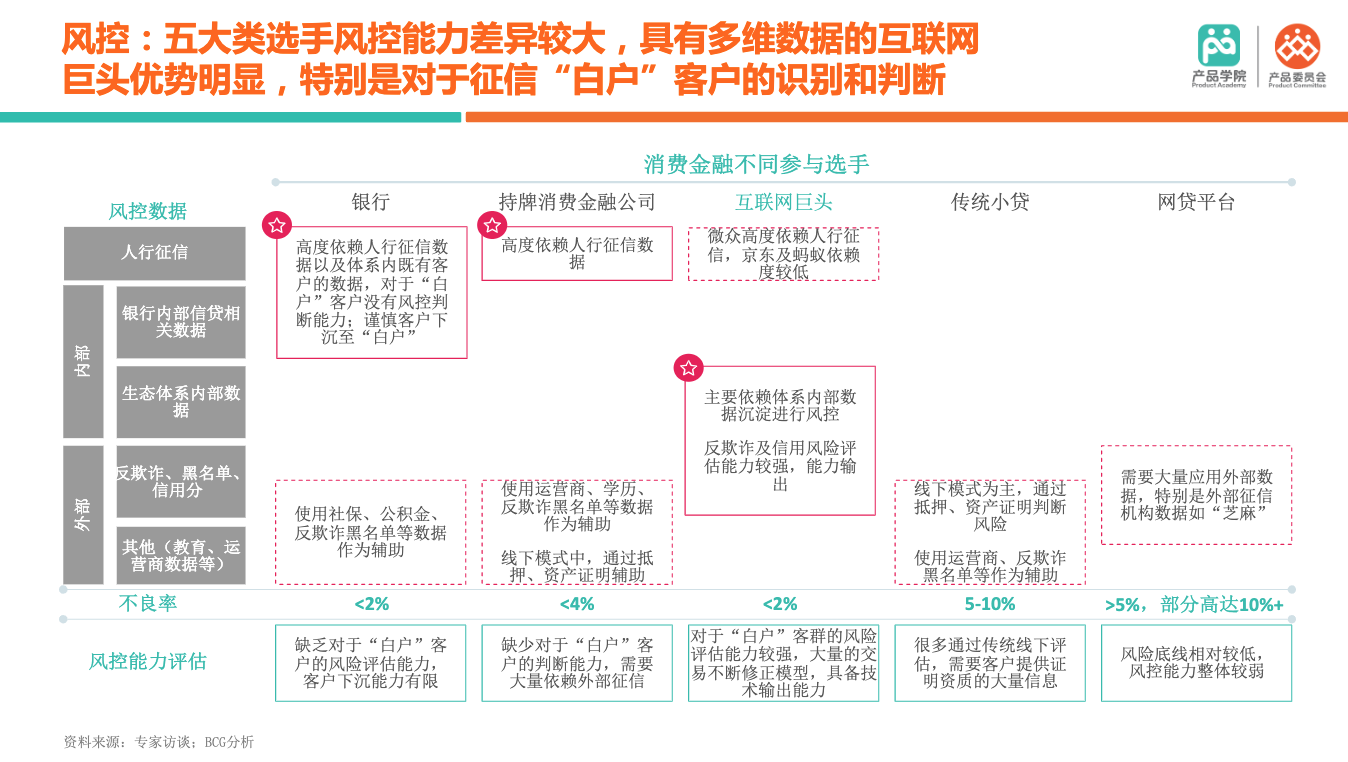 风控：五大类选手风控能力差异较大，具有多维数据的互联网
巨头优势明显，特别是对于征信“白户”客户的识别和判断
产品学院
Product Academy
产品委员会
Product Committee
消费金融不同参与选手
风控数据
银行
持牌消费金融公司
互联网巨头
传统小贷
网贷平台
人行征信
内部
银行内部信贷相
关数据
生态体系内部数
据
外部
反欺诈、黑名单、
信用分
其他（教育、运
营商数据等）
高度依赖人行征信数
据以及体系内既有客
户的数据，对于“白
户”客户没有风控判
断能力；谨慎客户下
沉至“白户”
使用社保、公积金、
反欺诈黑名单等数据
作为辅助
高度依赖人行征信数
据
使用运营商、学历、
反欺诈黑名单等数据
作为辅助
线下模式中，通过抵
押、资产证明辅助
微众高度依赖人行征
信，京东及蚂蚁依赖
度较低
主要依赖体系内部数
据沉淀进行风控
反欺诈及信用风险评
估能力较强，能力输
出
线下模式为主，通过
抵押、资产证明判断
风险
使用运营商、反欺诈
黑名单等作为辅助
需要大量应用外部数
据，特别是外部征信
机构数据如“芝麻”
不良率
<2%
<4%
<2%
5-10%
>5%，部分高达10%+
风控能力评估
缺乏对于“白户”客
户的风险评估能力，
客户下沉能力有限
缺少对于“白户”客
户的判断能力，需要
大量依赖外部征信
对于“白户”客群的风险
评估能力较强，大量的交
易不断修正模型，具备技
术输出能力
很多通过传统线下评
估，需要客户提供证
明资质的大量信息
风险底线相对较低，
风控能力整体较弱
资料来源：专家访谈；BCG分析